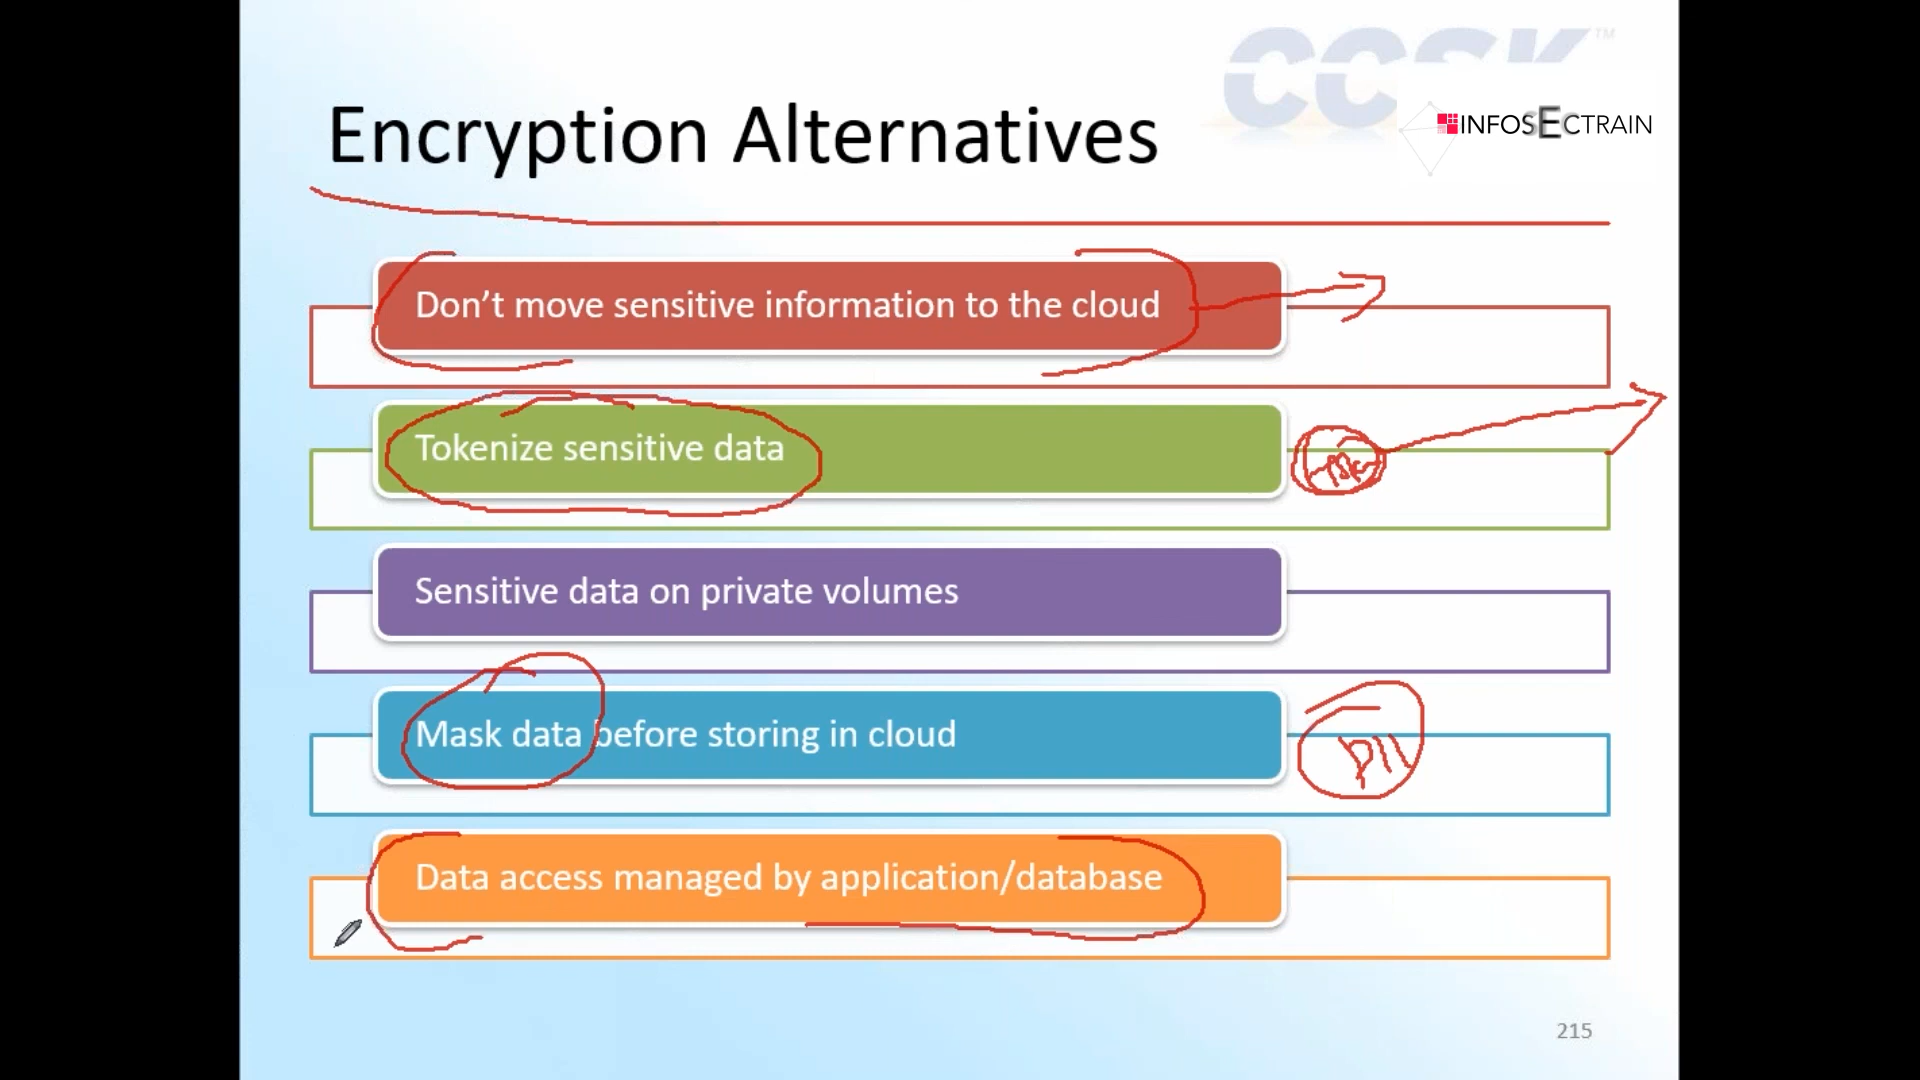 CCSK™
INFOSECTRAIN
Encryption Alternatives
Don't move sensitive information to the cloud
Tokenize sensitive data
Sensitive data on private volumes
Mask data before storing in cloud
PII
Data access managed by application/database
215